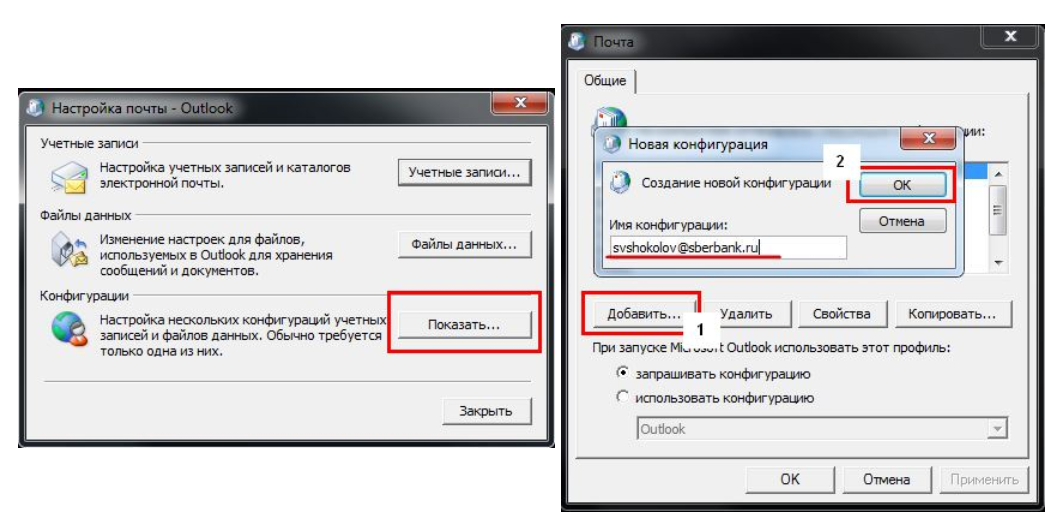 Настройка почты - Outlook
Учетные записи
Настройка учетных записей и каталогов
электронной почты.
Учетные записи...
Файлы данных
Изменение настроек для файлов,
используемых в Outlook для хранения
сообщений и документов.
Файлы данных...
Конфигурации
Настройка нескольких конфигураций учетных
записей и файлов данных. Обычно требуется
только одна из них.
Показать...
Закрыть
Почта
Общие
Новая конфигурация
2
Создание новой конфигурации
OK
Имя конфигурации:
Отмена
svshokolov@sberbank.ru
Добавить...
1
Удалить
Свойства
Копировать...
При запуске Microsoft Outlook использовать этот профиль:
запрашивать конфигурацию
использовать конфигурацию
Outlook
OK
Отмена
Применить